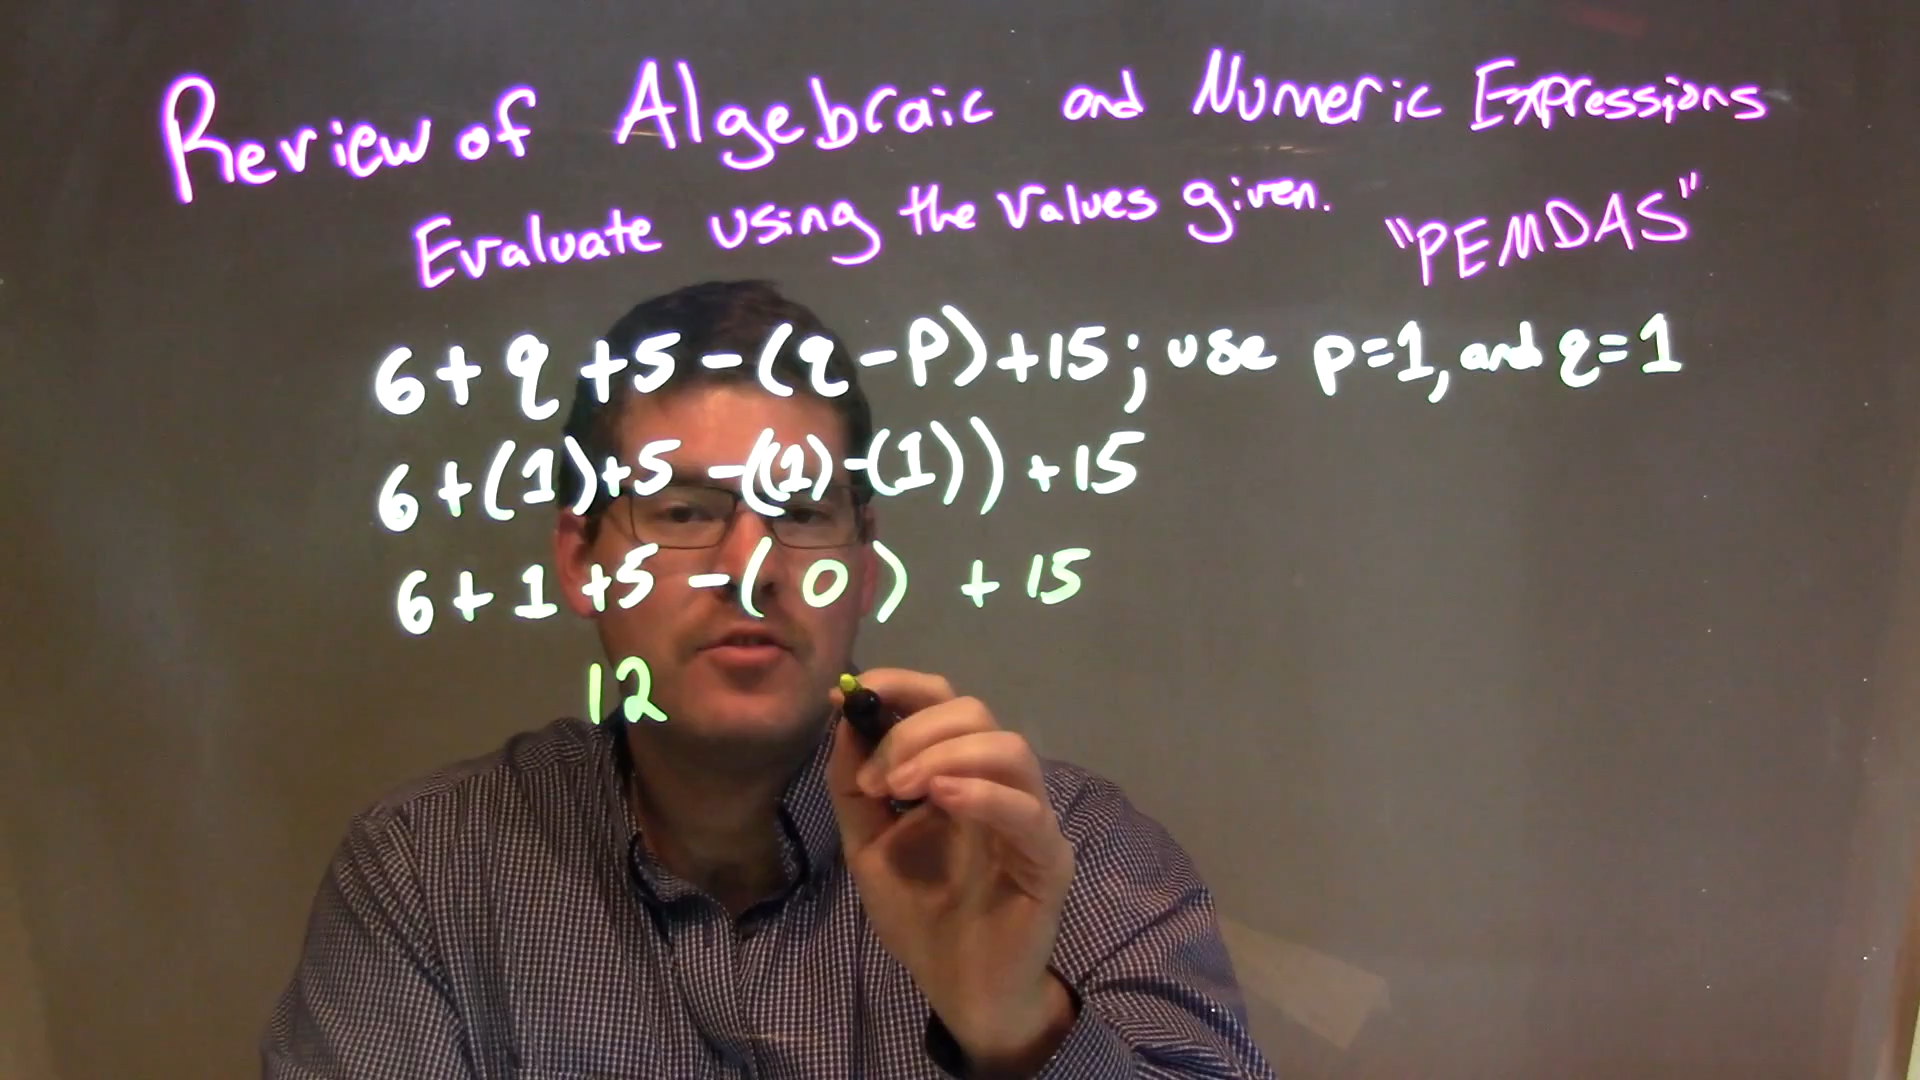 Review of Algebraic and Numeric Expressions
Evaluate using the values given. "PEMDAS"
6+q+5-(q-p)+15; use p=1, and q=1
6+(1)+5-((1)-(1))+15
6+1+5-(0)+15
12